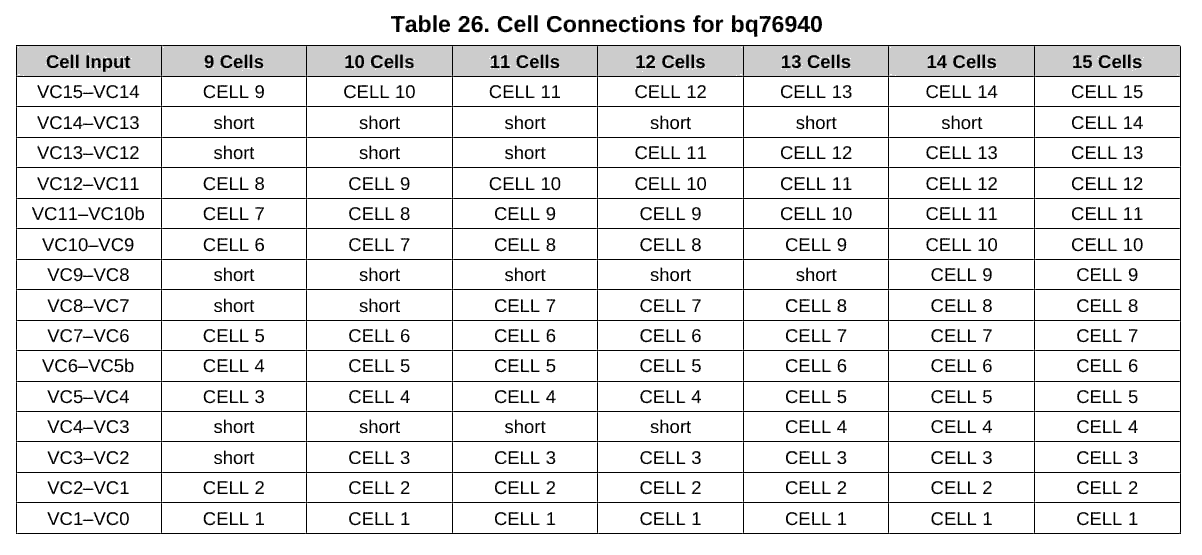 Table 26. Cell Connections for bq76940
Cell Input 9 Cells 10 Cells 11 Cells 12 Cells 13 Cells 14 Cells 15 Cells
VC15–VC14 CELL 9 CELL 10 CELL 11 CELL 12 CELL 13 CELL 14 CELL 15
VC14–VC13 short short short short short short CELL 14
VC13–VC12 short short short CELL 11 CELL 12 CELL 13 CELL 13
VC12–VC11 CELL 8 CELL 9 CELL 10 CELL 10 CELL 11 CELL 12 CELL 12
VC11–VC10b CELL 7 CELL 8 CELL 9 CELL 9 CELL 10 CELL 11 CELL 11
VC10–VC9 CELL 6 CELL 7 CELL 8 CELL 8 CELL 9 CELL 10 CELL 10
VC9–VC8 short short short short short CELL 9 CELL 9
VC8–VC7 short short CELL 7 CELL 7 CELL 8 CELL 8 CELL 8
VC7–VC6 CELL 5 CELL 6 CELL 6 CELL 6 CELL 7 CELL 7 CELL 7
VC6–VC5b CELL 4 CELL 5 CELL 5 CELL 5 CELL 6 CELL 6 CELL 6
VC5–VC4 CELL 3 CELL 4 CELL 4 CELL 4 CELL 5 CELL 5 CELL 5
VC4–VC3 short short short short CELL 4 CELL 4 CELL 4
VC3–VC2 short CELL 3 CELL 3 CELL 3 CELL 3 CELL 3 CELL 3
VC2–VC1 CELL 2 CELL 2 CELL 2 CELL 2 CELL 2 CELL 2 CELL 2
VC1–VC0 CELL 1 CELL 1 CELL 1 CELL 1 CELL 1 CELL 1 CELL 1